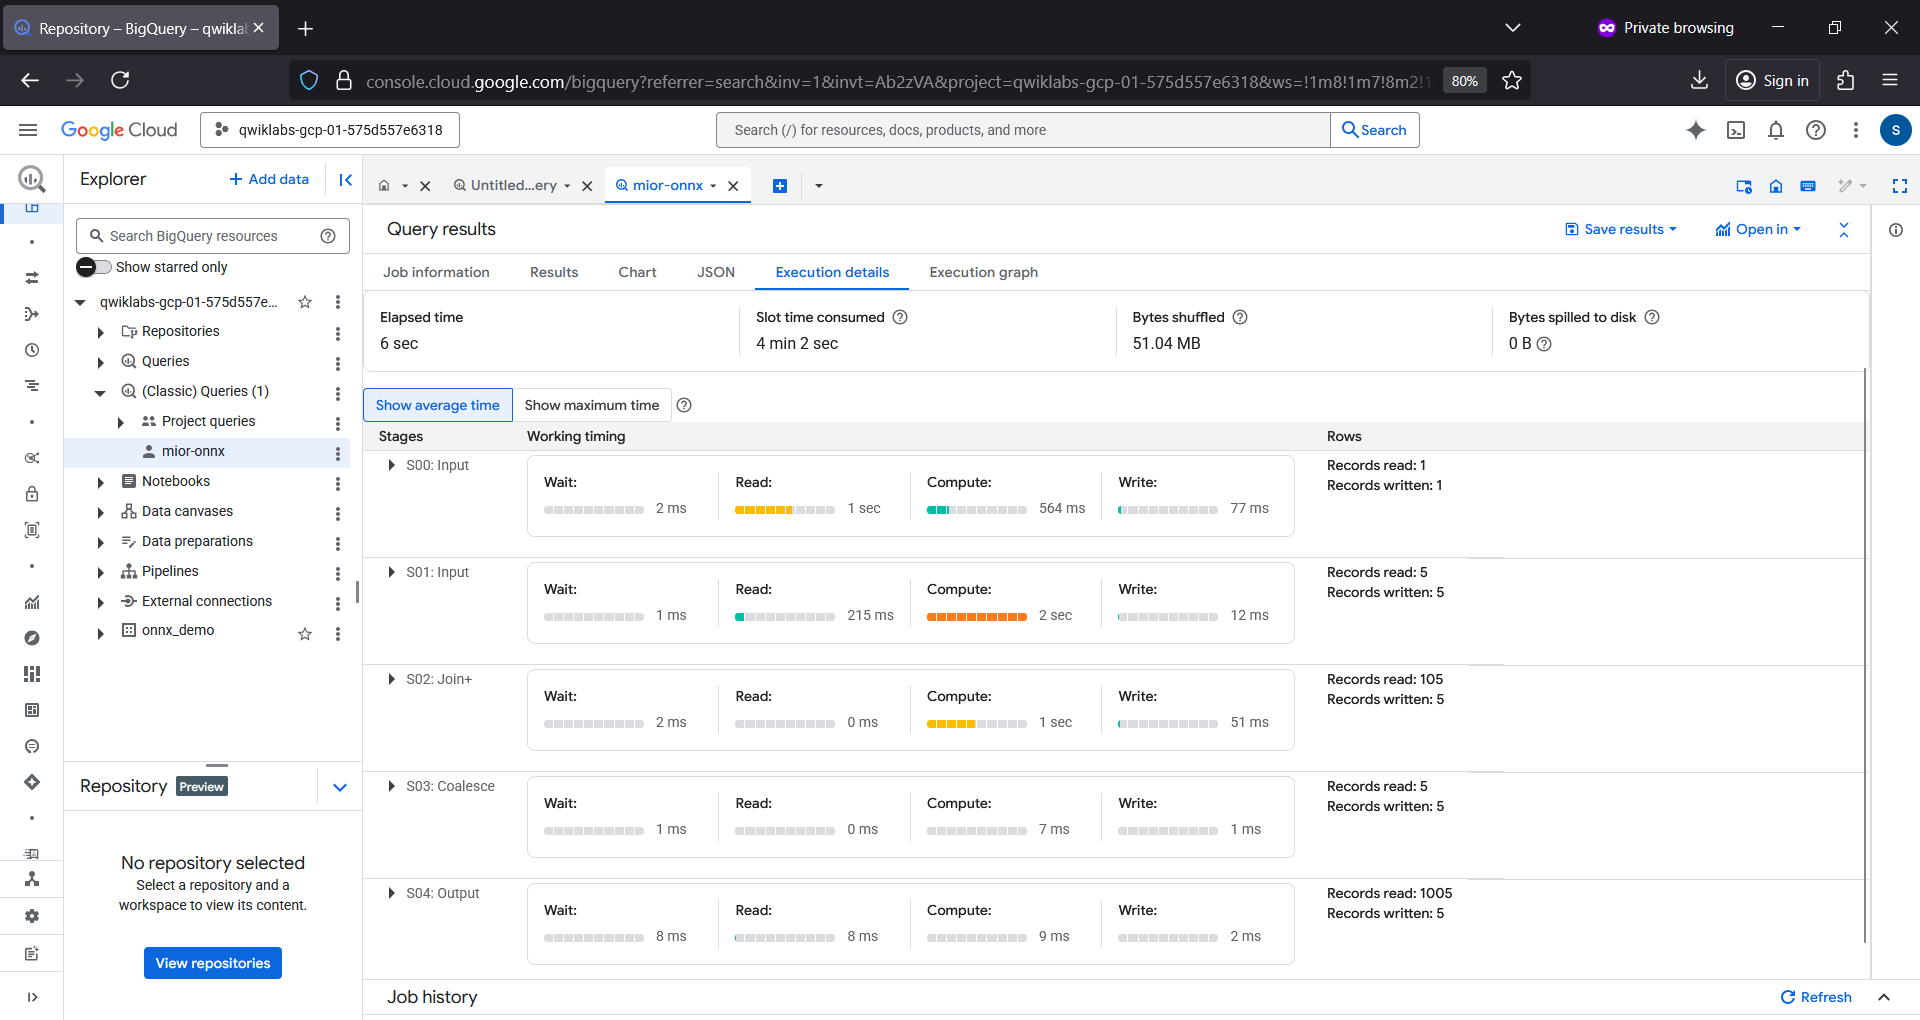 Repository – BigQuery – qwikla
Private browsing
console.cloud.google.com/bigquery?referrer=search&inv=1&invt=Ab2zVA&project=qwiklabs-gcp-01-575d557e6318&ws=!1m8!1m7!8m2!1
80%
Sign in
Google Cloud
qwiklabs-gcp-01-575d557e6318
Search (/) for resources, docs, products, and more
Search
S
Explorer
+ Add data
Untitled...ery
mior-onnx
Search BigQuery resources
Show starred only
qwiklabs-gcp-01-575d557e...
Repositories
Queries
(Classic) Queries (1)
Project queries
mior-onnx
Notebooks
Data canvases
Data preparations
Pipelines
External connections
onnx_demo
Repository
Preview
No repository selected
Select a repository and a
workspace to view its content.
View repositories
Query results
Save results
Open in
Job information
Results
Chart
JSON
Execution details
Execution graph
Elapsed time
6 sec
Slot time consumed
4 min 2 sec
Bytes shuffled
51.04 MB
Bytes spilled to disk
0 B
Show average time
Show maximum time
Stages
Working timing
Rows
S00: Input
Wait:
2 ms
Read:
1 sec
Compute:
564 ms
Write:
77 ms
Records read: 1
Records written: 1
S01: Input
Wait:
1 ms
Read:
215 ms
Compute:
2 sec
Write:
12 ms
Records read: 5
Records written: 5
S02: Join+
Wait:
2 ms
Read:
0 ms
Compute:
1 sec
Write:
51 ms
Records read: 105
Records written: 5
S03: Coalesce
Wait:
1 ms
Read:
0 ms
Compute:
7 ms
Write:
1 ms
Records read: 5
Records written: 5
S04: Output
Wait:
8 ms
Read:
8 ms
Compute:
9 ms
Write:
2 ms
Records read: 1005
Records written: 5
Job history
Refresh